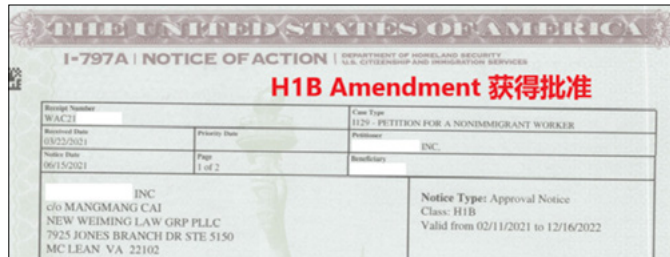 THE UNITED STATES OF AMERICA
I-797A | NOTICE OF ACTION | DEPARTMENT OF HOMELAND SECURITY
U.S. CITIZENSHIP AND IMMIGRATION SERVICES
H1B Amendment 获得批准
Receipt Number
WAC21
Case Type
I129 - PETITION FOR A NONIMMIGRANT WORKER
Received Date
03/22/2021
Priority Date
Petitioner
INC.
Notice Date
06/15/2021
Page
1 of 2
Beneficiary
INC
c/o MANGMANG CAI
NEW WEIMING LAW GRP PLLC
7925 JONES BRANCH DR STE 5150
MC LEAN VA 22102
Notice Type: Approval Notice
Class: H1B
Valid from 02/11/2021 to 12/16/2022